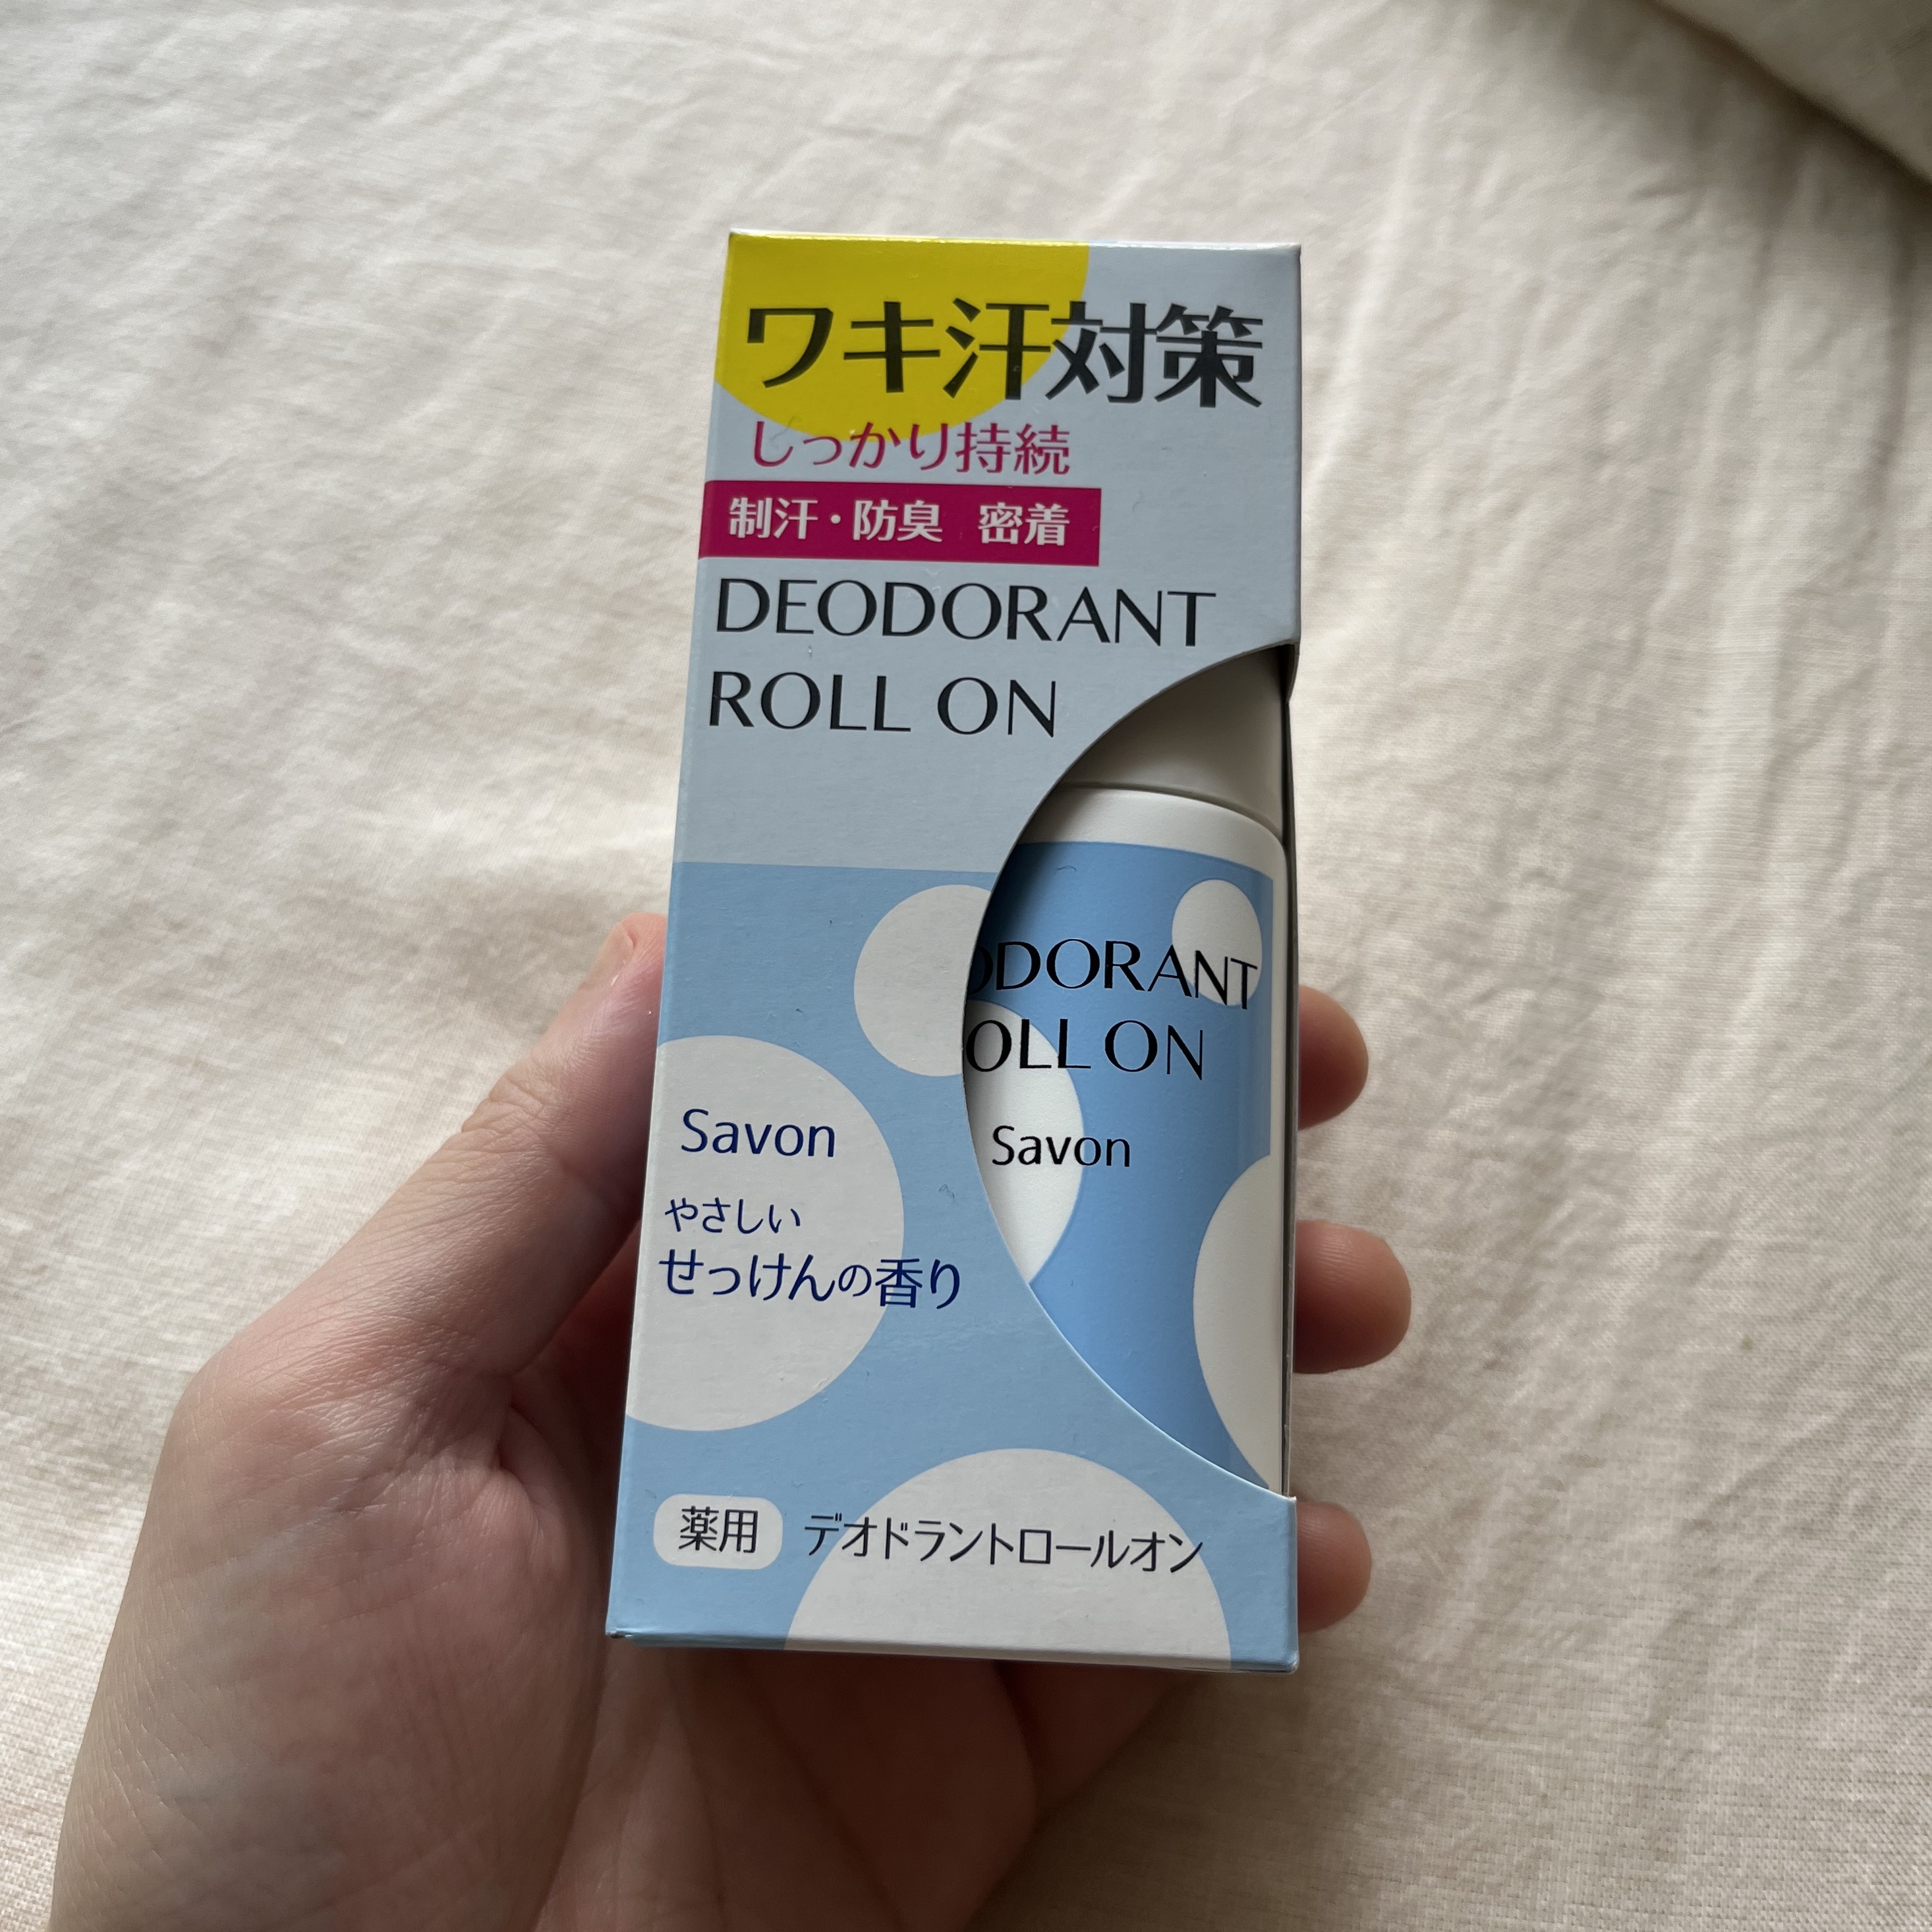 ワキ汗対策
しっかり持続
制汗・防臭 密着
DEODORANT
ROLL ON
ODORANT
OLL ON
Savon
Savon
やさしい
せっけんの香り
薬用 デオドラントロールオン